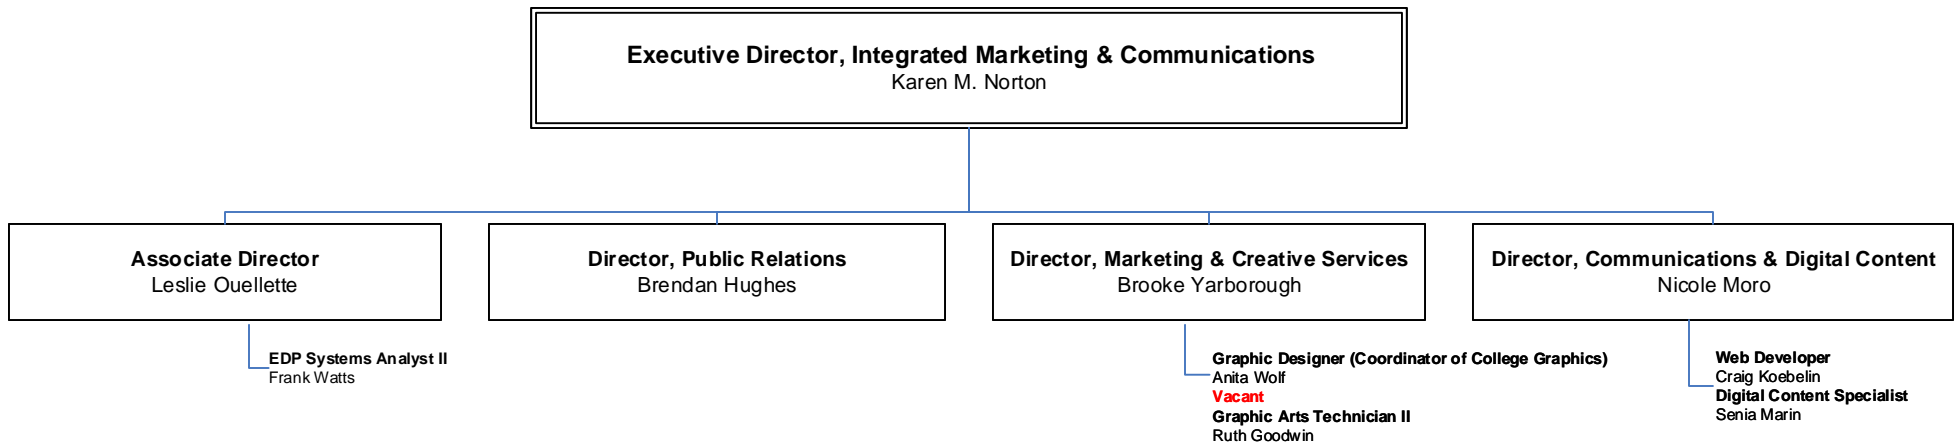 Executive Director, Integrated Marketing & Communications
Karen M. Norton
Associate Director
Leslie Ouellette
Director, Public Relations
Brendan Hughes
Director, Marketing & Creative Services
Brooke Yarborough
Director, Communications & Digital Content
Nicole Moro
EDP Systems Analyst II
Frank Watts
Graphic Designer (Coordinator of College Graphics)
Anita Wolf
Vacant
Graphic Arts Technician II
Ruth Goodwin
Web Developer
Craig Koebelin
Digital Content Specialist
Senia Marin